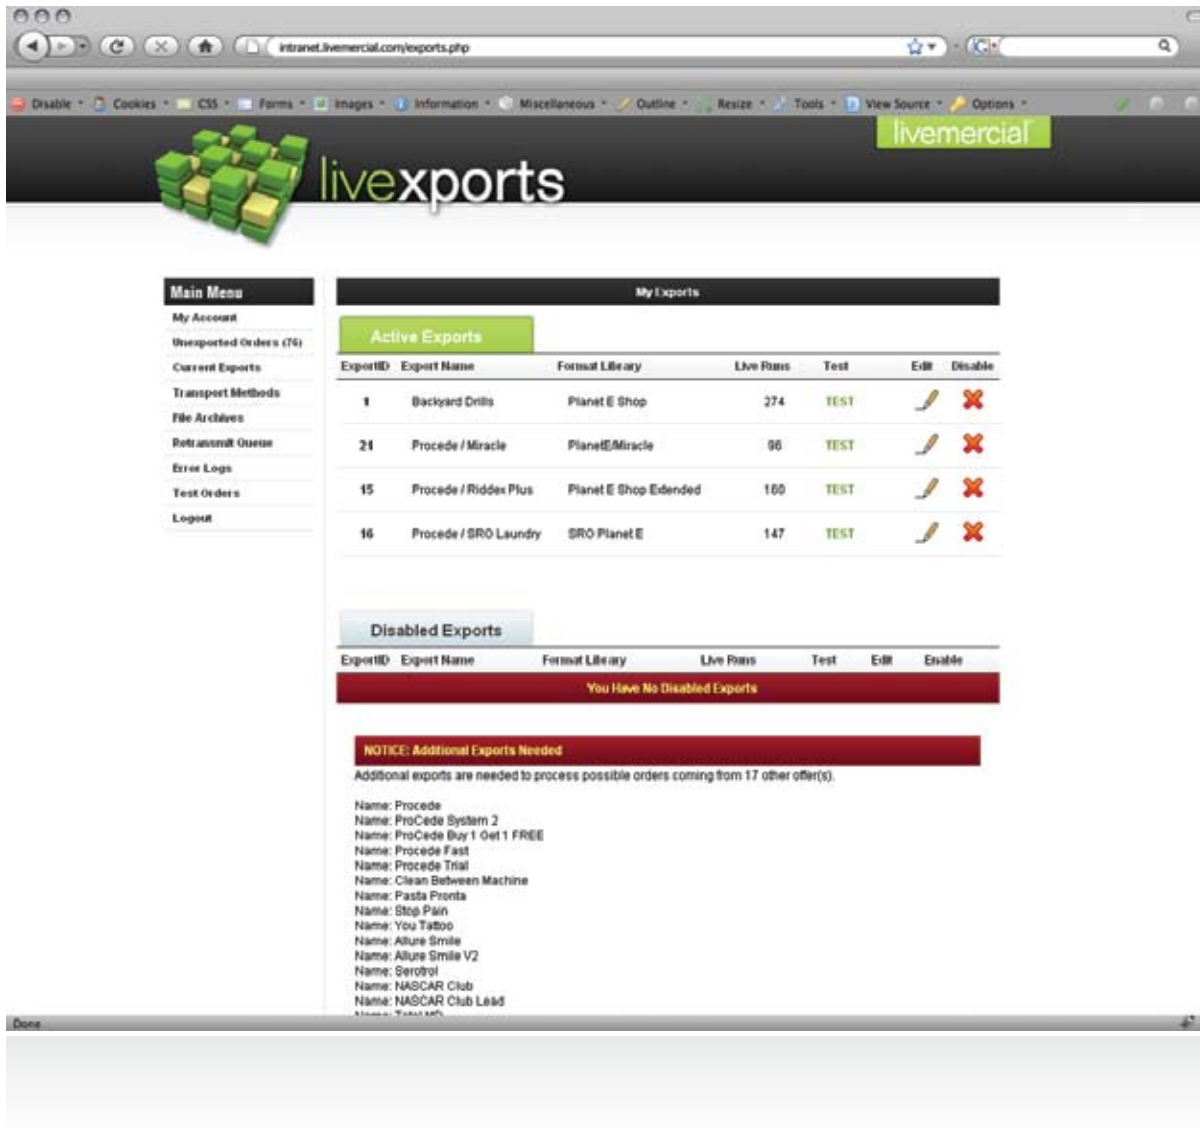 intranet.livemercial.com/exports.php
Disable Cookies CSS Forms Images Information Miscellaneous Outline Resize Tools View Source Options
livemercial
livexports
Main Menu
My Account
Unexported Orders (76)
Current Exports
Transport Methods
File Archives
Retransmit Queue
Error Logs
Test Orders
Logout
My Exports
Active Exports
ExportID Export Name Format Library Live Runs Test Edit Disable
1 Backyard Drills Planet E Shop 274 TEST
21 Procede / Miracle PlanetE/Miracle 96 TEST
15 Procede / Riddex Plus Planet E Shop Extended 160 TEST
16 Procede / SRO Laundry SRO Planet E 147 TEST
Disabled Exports
ExportID Export Name Format Library Live Runs Test Edit Enable
You Have No Disabled Exports
NOTICE: Additional Exports Needed
Additional exports are needed to process possible orders coming from 17 other offer(s).
Name: Procede
Name: ProCede System 2
Name: ProCede Buy 1 Get 1 FREE
Name: Procede Fast
Name: Procede Trial
Name: Clean Between Machine
Name: Pasta Pronta
Name: Stop Pain
Name: You Tattoo
Name: Allure Smile
Name: Allure Smile V2
Name: Serotrol
Name: NASCAR Club
Name: NASCAR Club Lead
Name: Total MD
Done